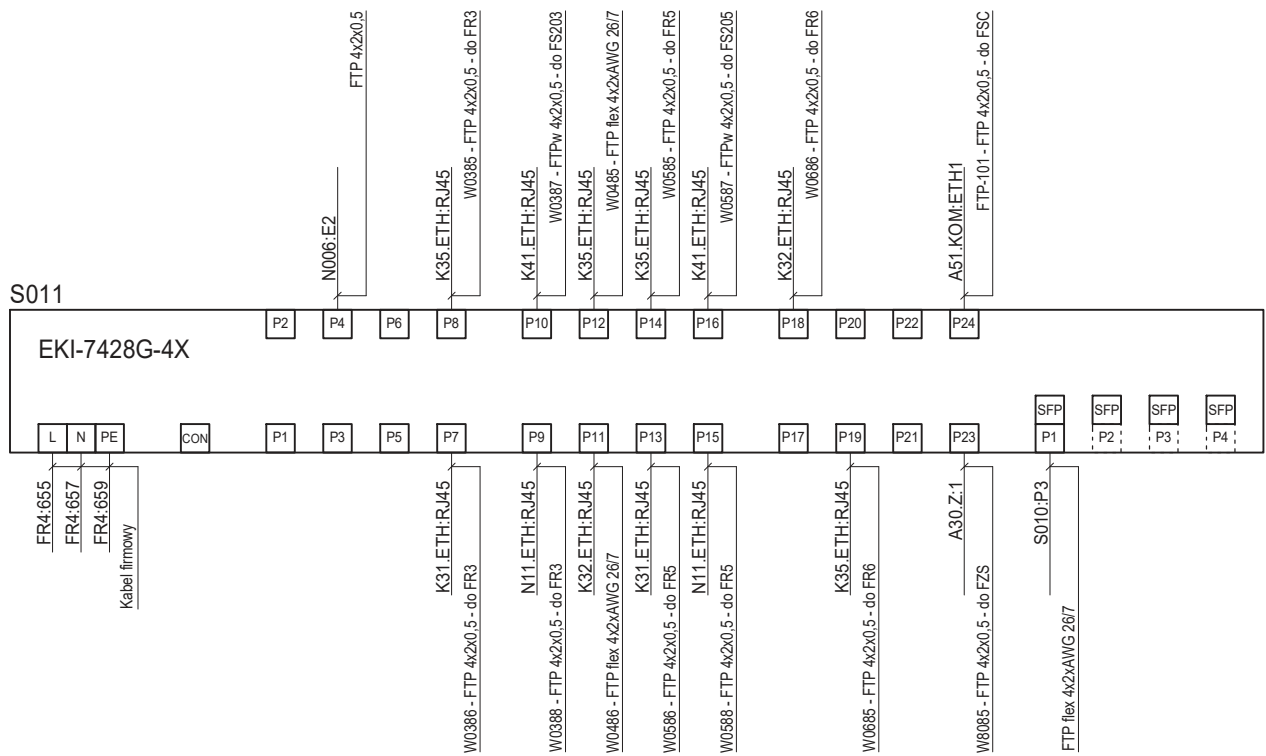 FTP 4x2x0,5
N006:E2
K35.ETH:RJ45
W0385 - FTP 4x2x0,5 - do FR3
K41.ETH:RJ45
W0387 - FTPw 4x2x0,5 - do FS203
K35.ETH:RJ45
W0485 - FTP flex 4x2xAWG 26/7
K35.ETH:RJ45
W0585 - FTP 4x2x0,5 - do FR5
K41.ETH:RJ45
W0587 - FTPw 4x2x0,5 - do FS205
K32.ETH:RJ45
W0686 - FTP 4x2x0,5 - do FR6
A51.KOM:ETH1
FTP-101 - FTP 4x2x0,5 - do FSC
S011
P2
P4
P6
P8
P10
P12
P14
P16
P18
P20
P22
P24
EKI-7428G-4X
SFP
SFP
SFP
SFP
L
N
PE
CON
P1
P3
P5
P7
P9
P11
P13
P15
P17
P19
P21
P23
P1
P2
P3
P4
FR4:655
FR4:657
FR4:659
Kabel firmowy
K31.ETH:RJ45
W0386 - FTP 4x2x0,5 - do FR3
N11.ETH:RJ45
W0388 - FTP 4x2x0,5 - do FR3
K32.ETH:RJ45
W0486 - FTP flex 4x2xAWG 26/7
K31.ETH:RJ45
W0586 - FTP 4x2x0,5 - do FR5
N11.ETH:RJ45
W0588 - FTP 4x2x0,5 - do FR5
K35.ETH:RJ45
W0685 - FTP 4x2x0,5 - do FR6
A30.Z:1
W8085 - FTP 4x2x0,5 - do FZS
S010:P3
FTP flex 4x2xAWG 26/7